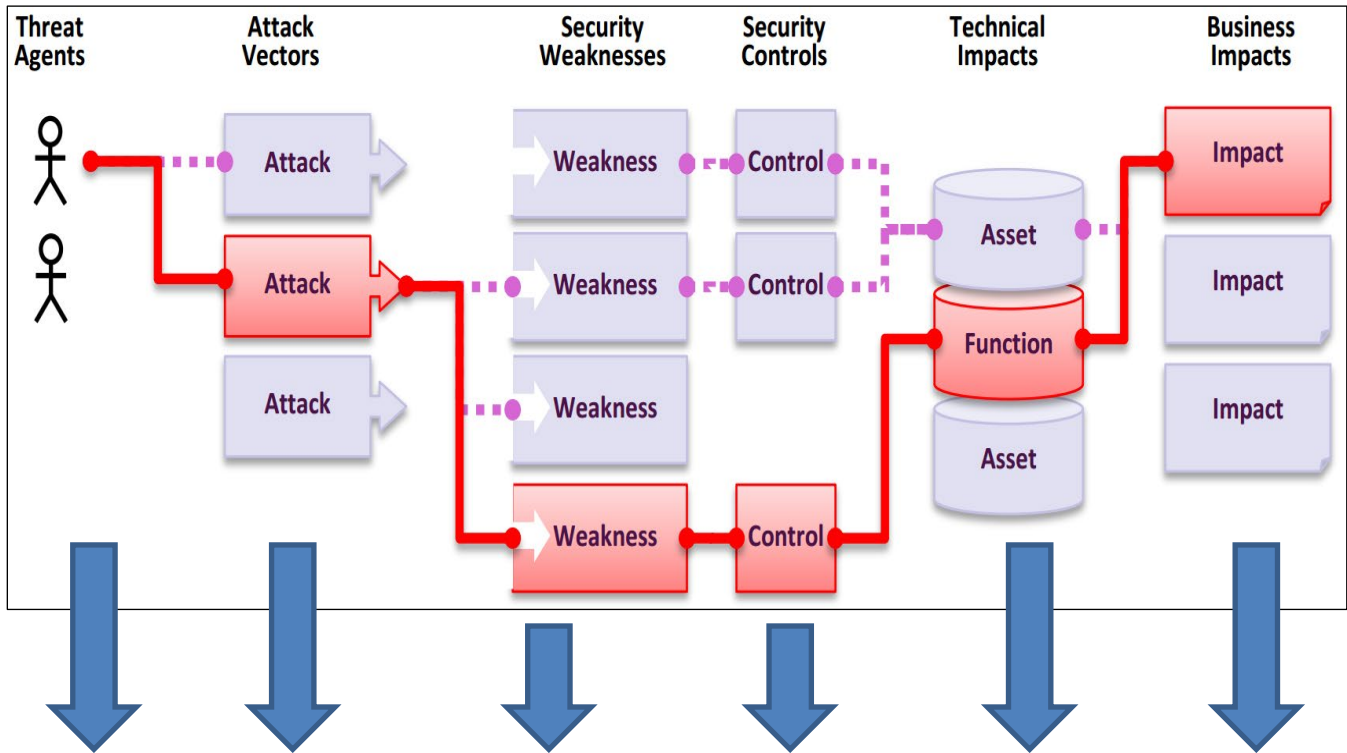 Threat
Agents
Attack
Vectors
Security
Weaknesses
Security
Controls
Technical
Impacts
Business
Impacts
Attack
Weakness
Control
Impact
Asset
Attack
Weakness
Control
Impact
Function
Attack
Weakness
Impact
Asset
Weakness
Control